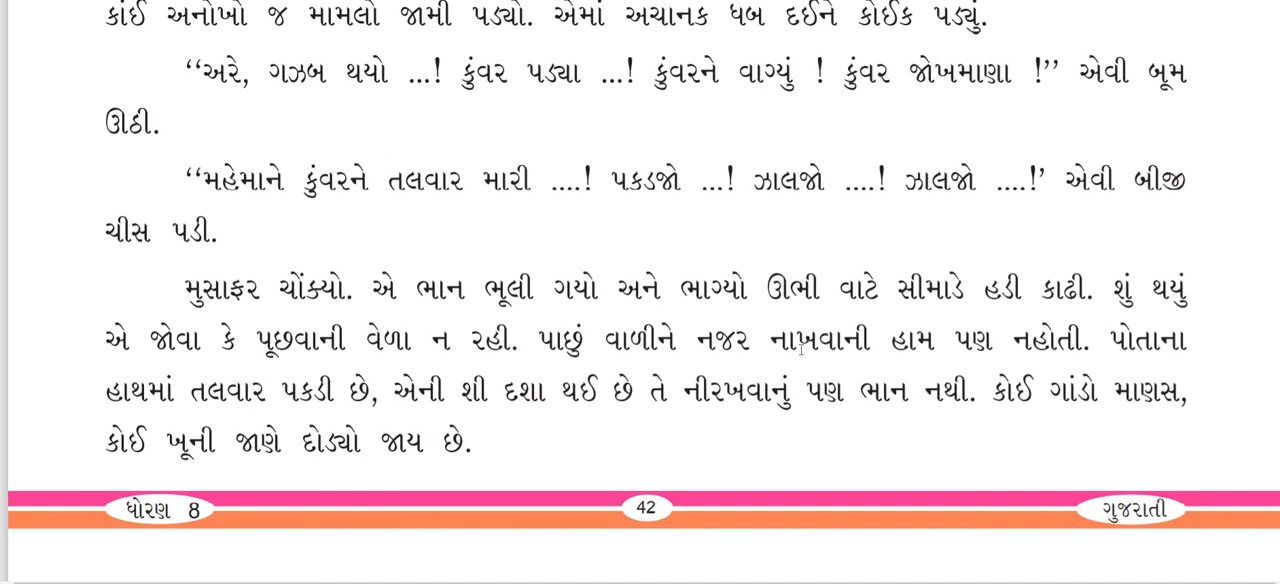 કાંઈ અનોખો જ મામલો જામી પડ્યો. એમાં અચાનક ધબ દઈને કોઈક પડ્યું.
‘‘અરે, ગઝબ થયો ...! કુંવર પડ્યા ...! કુંવરને વાગ્યું ! કુંવર જોખમાણા !’’ એવી બૂમ
ઊઠી.
‘‘મહેમાને કુંવરને તલવાર મારી ....! પકડજો ...! ઝાલજો ....! ઝાલજો ....!’ એવી બીજી
ચીસ પડી.
મુસાફર ચોંક્યો. એ ભાન ભૂલી ગયો અને ભાગ્યો ઊભી વાટે સીમાડે હડી કાઢી. શું થયું
એ જોવા કે પૂછવાની વેળા ન રહી. પાછું વાળીને નજર નાખવાની હામ પણ નહોતી. પોતાના
હાથમાં તલવાર પકડી છે, એની શી દશા થઈ છે તે નીરખવાનું પણ ભાન નથી. કોઈ ગાંડો માણસ,
કોઈ ખૂની જાણે દોડ્યો જાય છે.
ધોરણ 8 42 ગુજરાતી